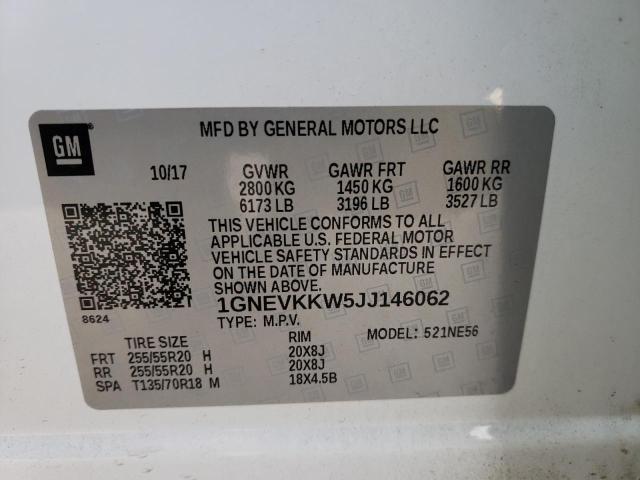 GM
MFD BY GENERAL MOTORS LLC
10/17 GVWR GAWR FRT GAWR RR
2800 KG 1450 KG 1600 KG
6173 LB 3196 LB 3527 LB
THIS VEHICLE CONFORMS TO ALL
APPLICABLE U.S. FEDERAL MOTOR
VEHICLE SAFETY STANDARDS IN EFFECT ON THE DATE OF MANUFACTURE
SHOWN ABOVE.
8624
1GNEVKKW5JJ146062
TYPE: M.P.V. MODEL: 521NE56
TIRE SIZE RIM
FRT 255/55R20 H 20X8J
RR 255/55R20 H 20X8J
SPA T135/70R18 M 18X4.5B